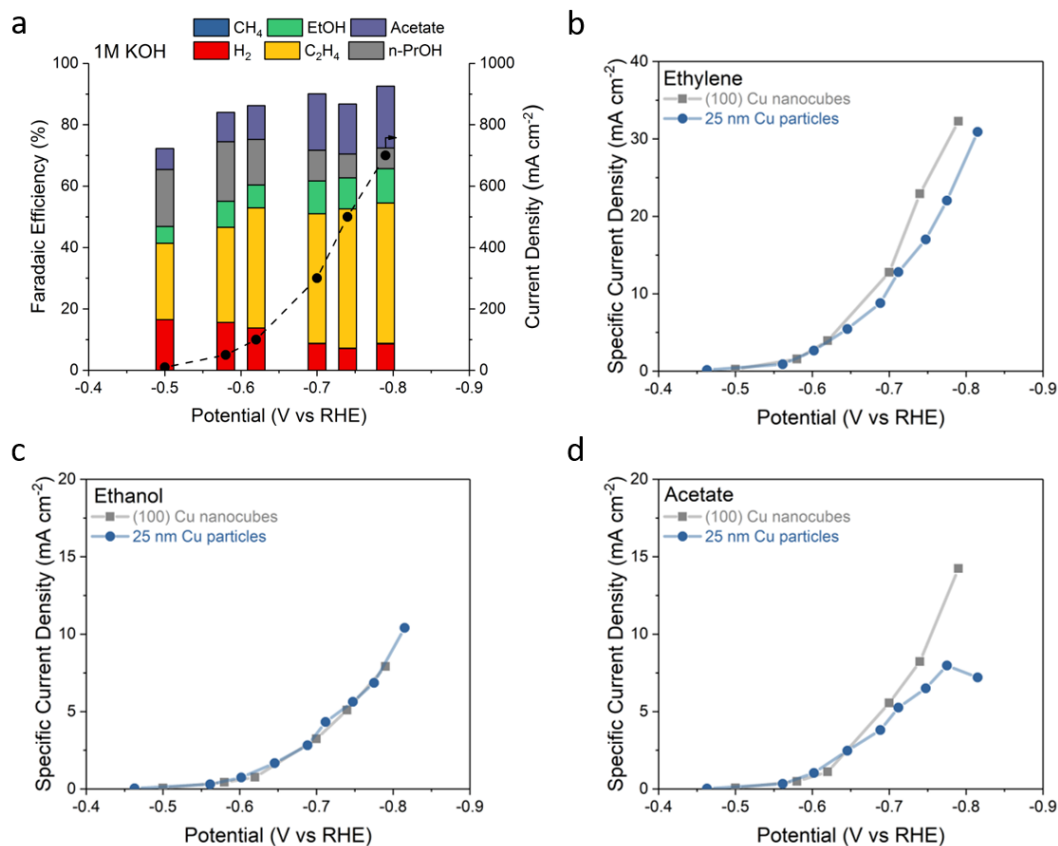 a
CH₄ EtOH Acetate
1M KOH H₂ C₂H₄ n-PrOH
100 1000
80 800
60 600
40 400
20 200
0 0
-0.4 -0.5 -0.6 -0.7 -0.8 -0.9
Faradaic Efficiency (%)
Current Density (mA cm⁻²)
Potential (V vs RHE)
b
Ethylene
(100) Cu nanocubes
25 nm Cu particles
40
30
20
10
0
-0.4 -0.5 -0.6 -0.7 -0.8 -0.9
Specific Current Density (mA cm⁻²)
Potential (V vs RHE)
c
Ethanol
(100) Cu nanocubes
25 nm Cu particles
20
15
10
5
0
-0.4 -0.5 -0.6 -0.7 -0.8 -0.9
Specific Current Density (mA cm⁻²)
Potential (V vs RHE)
d
Acetate
(100) Cu nanocubes
25 nm Cu particles
20
15
10
5
0
-0.4 -0.5 -0.6 -0.7 -0.8 -0.9
Specific Current Density (mA cm⁻²)
Potential (V vs RHE)